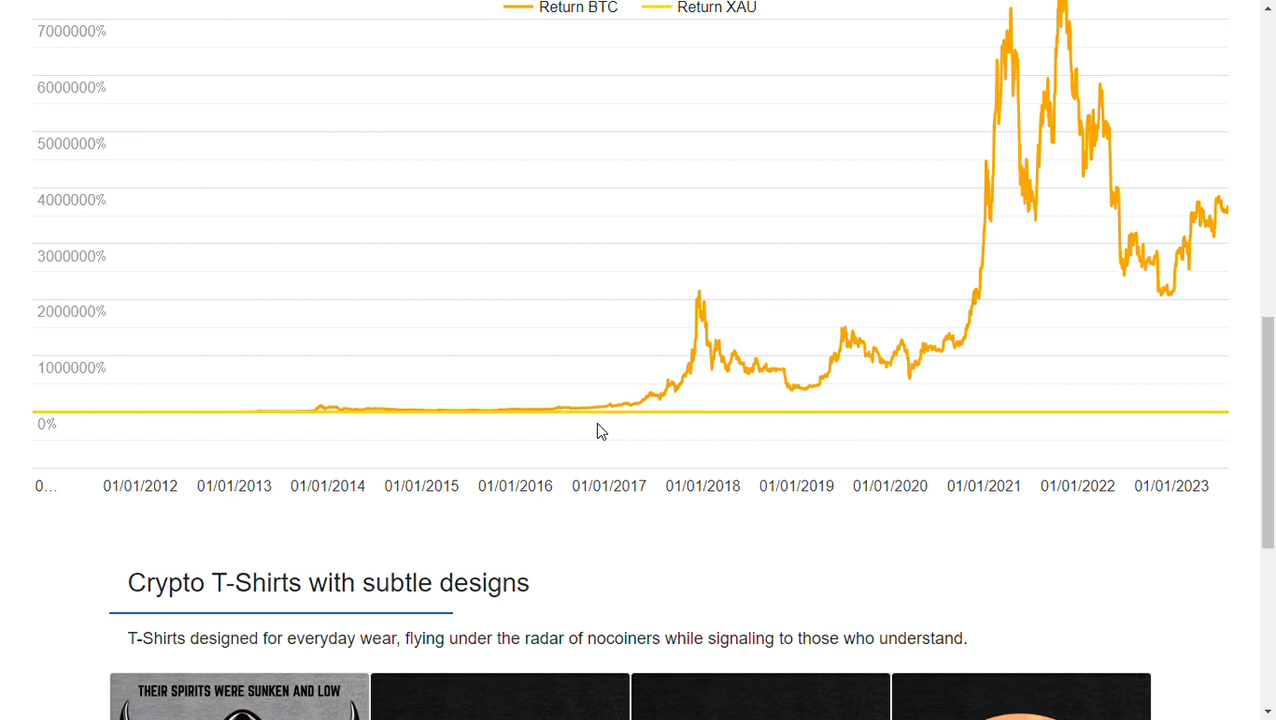 Return BTC Return XAU
7000000%
6000000%
5000000%
4000000%
3000000%
2000000%
1000000%
0%
0... 01/01/2012 01/01/2013 01/01/2014 01/01/2015 01/01/2016 01/01/2017 01/01/2018 01/01/2019 01/01/2020 01/01/2021 01/01/2022 01/01/2023
Crypto T-Shirts with subtle designs
T-Shirts designed for everyday wear, flying under the radar of nocoiners while signaling to those who understand.
THEIR SPIRITS WERE SUNKEN AND LOW